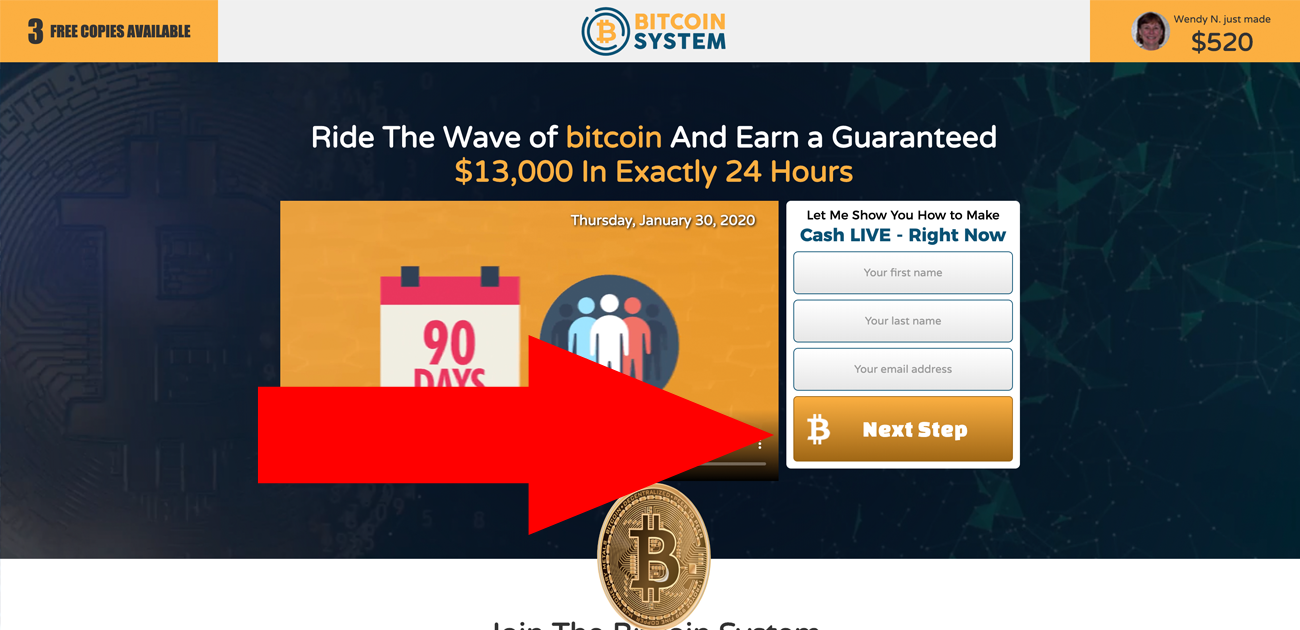 3 FREE COPIES AVAILABLE
BITCOIN
SYSTEM
Wendy N. just made
$520
Ride The Wave of bitcoin And Earn a Guaranteed
$13,000 In Exactly 24 Hours
Thursday, January 30, 2020
90
DAYS
Let Me Show You How to Make
Cash LIVE - Right Now
Your first name
Your last name
Your email address
Next Step
Join The Bitcoin System